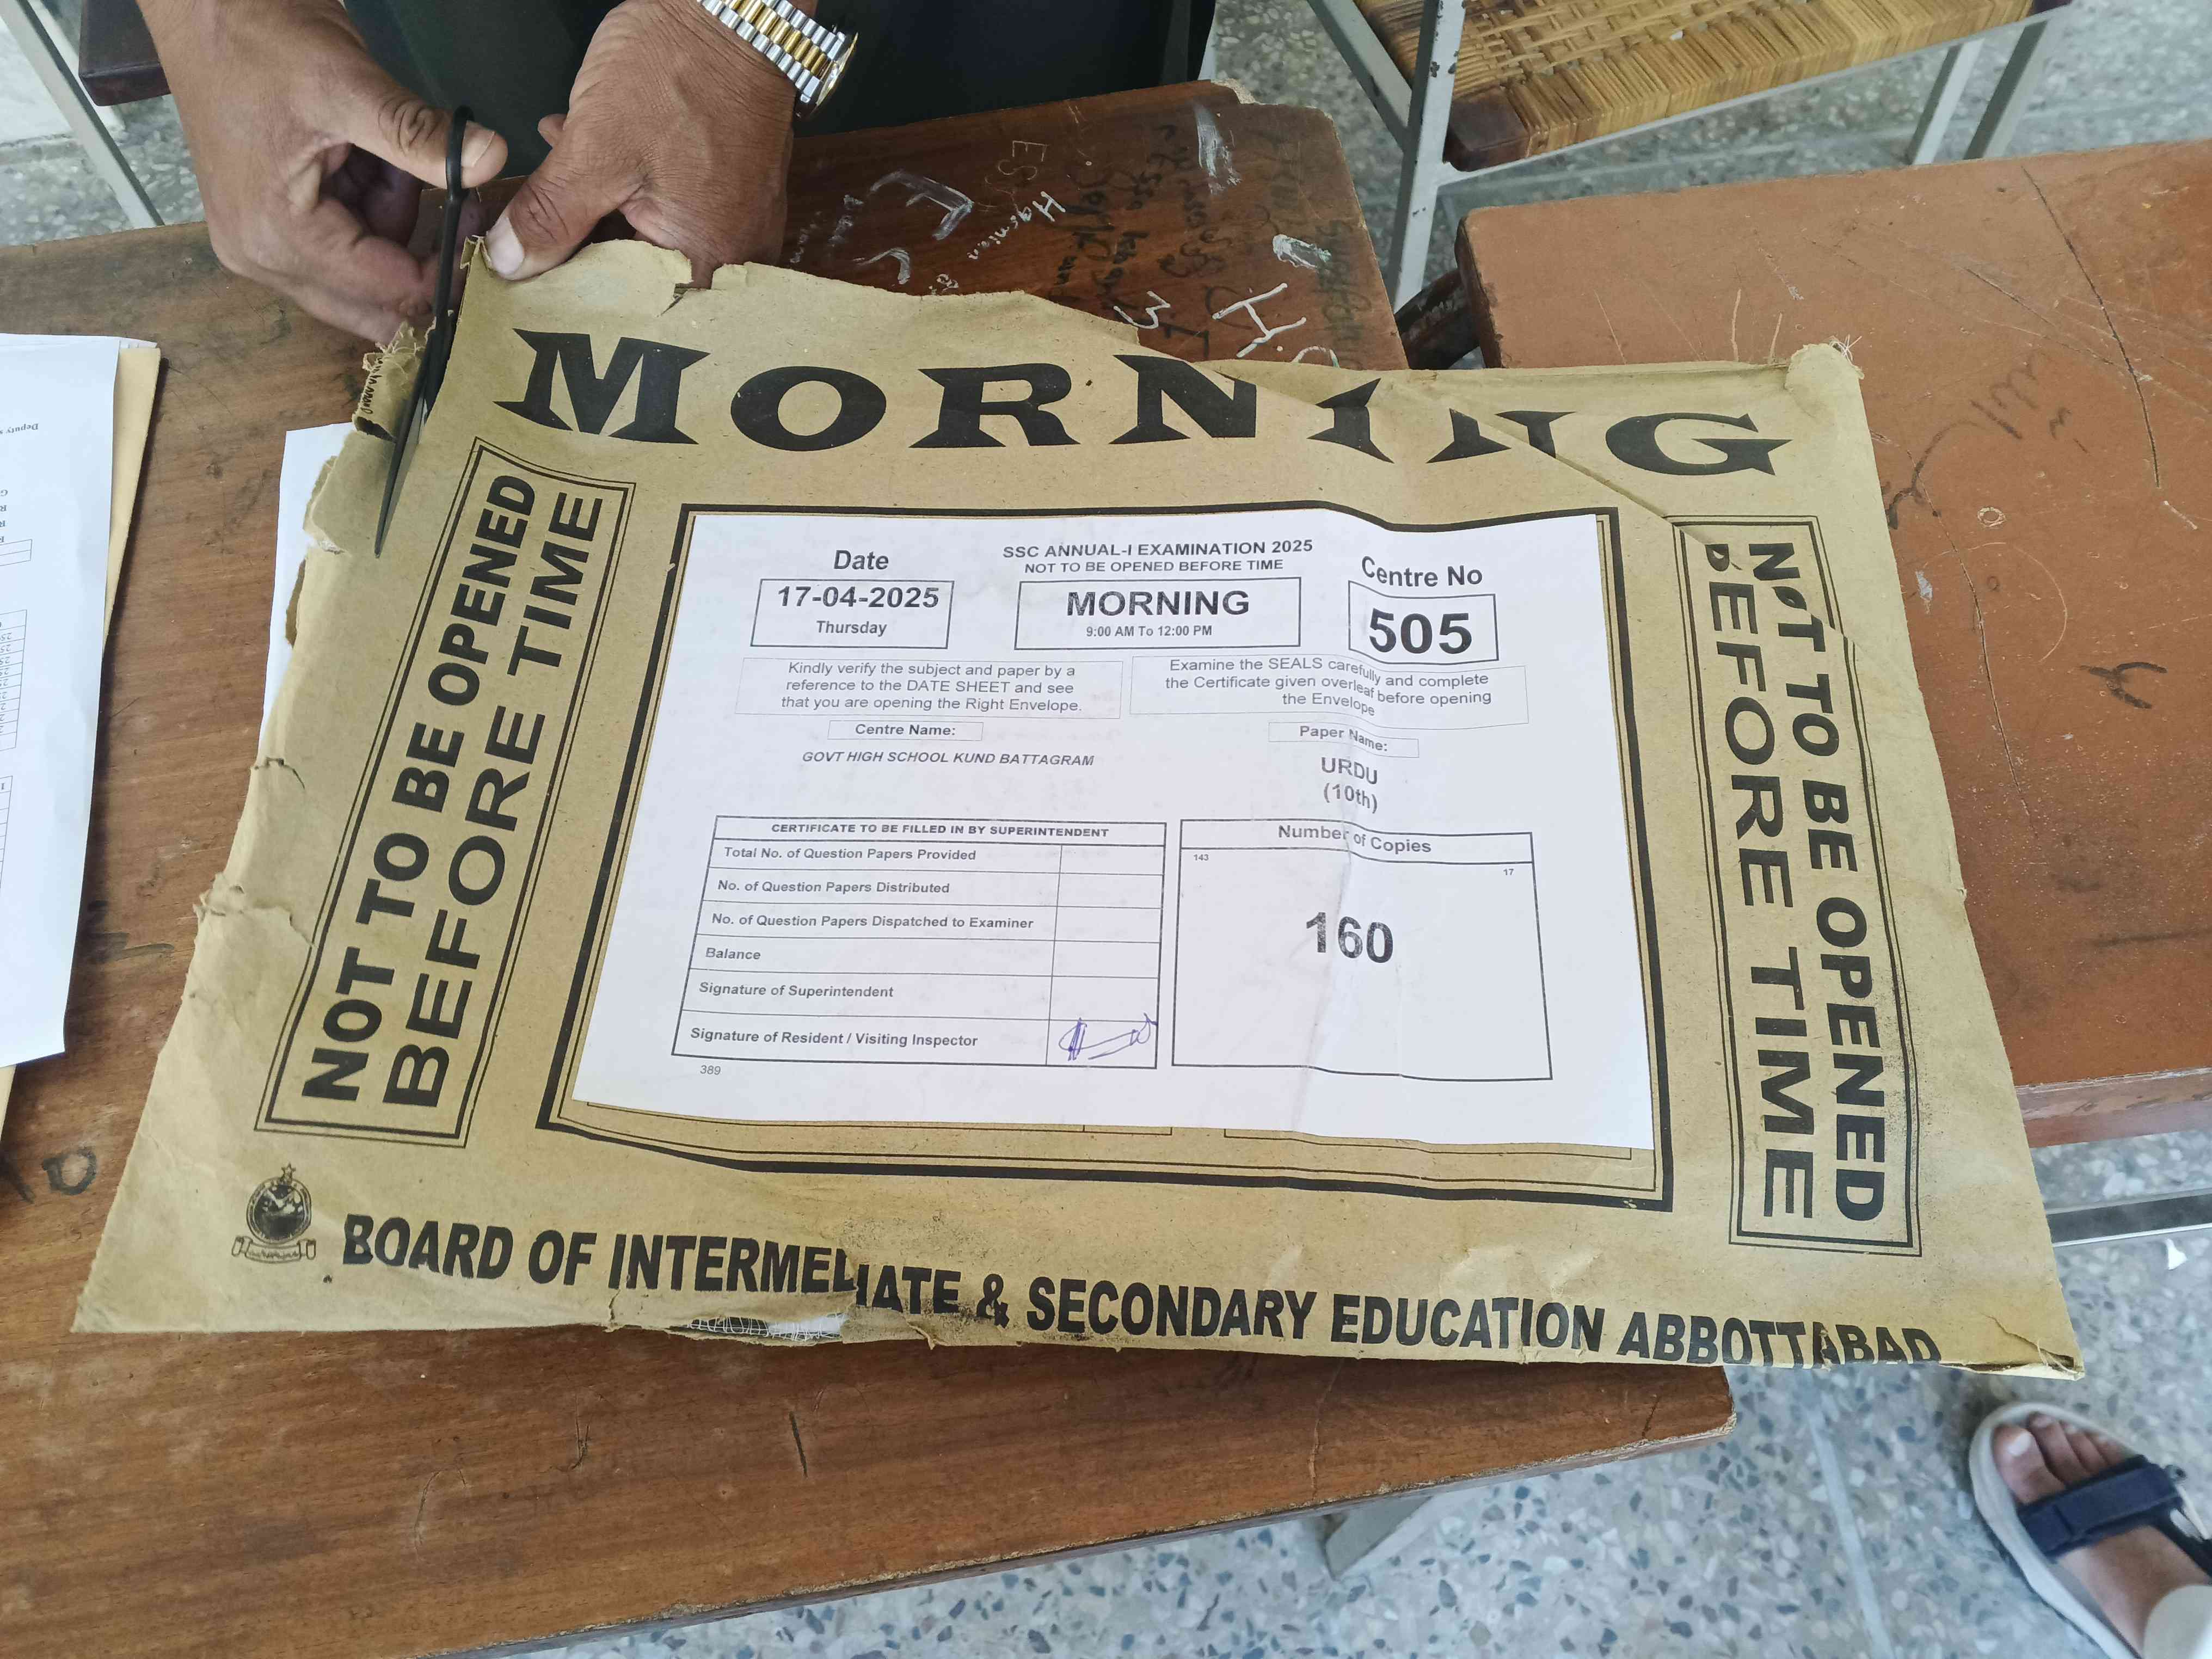 MORNING
NOT TO BE OPENED
BEFORE TIME
Date
17-04-2025
Thursday
SSC ANNUAL-I EXAMINATION 2025
NOT TO BE OPENED BEFORE TIME
MORNING
9:00 AM To 12:00 PM
Centre No
505
Kindly verify the subject and paper by a
reference to the DATE SHEET and see
that you are opening the Right Envelope.
Examine the SEALS carefully and complete
the Certificate given overleaf before opening
the Envelope
Centre Name:
GOVT HIGH SCHOOL KUND BATTAGRAM
Paper Name:
URDU
(10th)
CERTIFICATE TO BE FILLED IN BY SUPERINTENDENT
Total No. of Question Papers Provided
No. of Question Papers Distributed
No. of Question Papers Dispatched to Examiner
Balance
Signature of Superintendent
Signature of Resident / Visiting Inspector
389
Number of Copies
143
17
160
NOT TO BE OPENED
BEFORE TIME
BOARD OF INTERMEDIATE & SECONDARY EDUCATION ABBOTTABAD